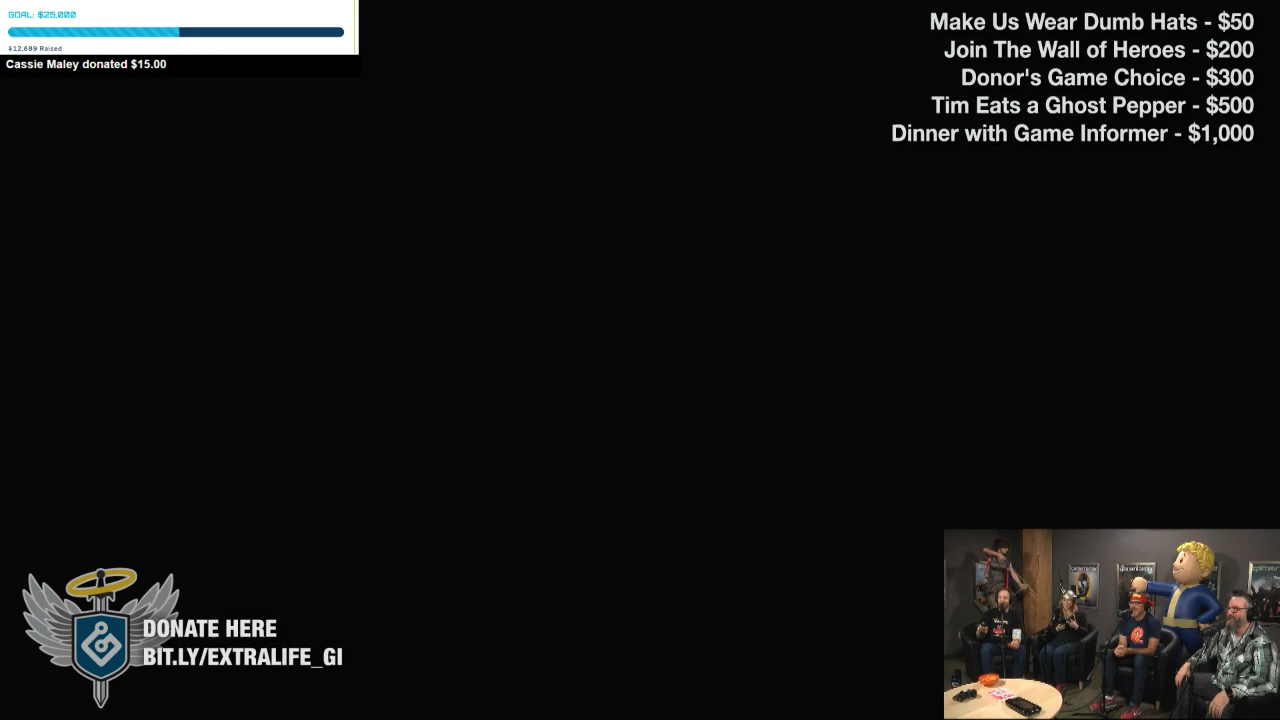 GOAL: $25,000
$12,689 Raised
Cassie Maley donated $15.00
Make Us Wear Dumb Hats - $50
Join The Wall of Heroes - $200
Donor's Game Choice - $300
Tim Eats a Ghost Pepper - $500
Dinner with Game Informer - $1,000
DONATE HERE
BIT.LY/EXTRALIFE_GI